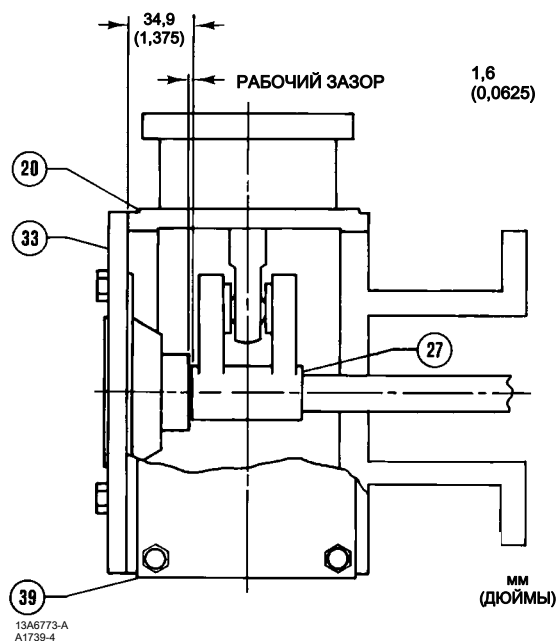 34,9
(1,375)
РАБОЧИЙ ЗАЗОР
1,6
(0,0625)
20
33
27
39
мм
(ДЮЙМЫ)
13A6773-A
A1739-4